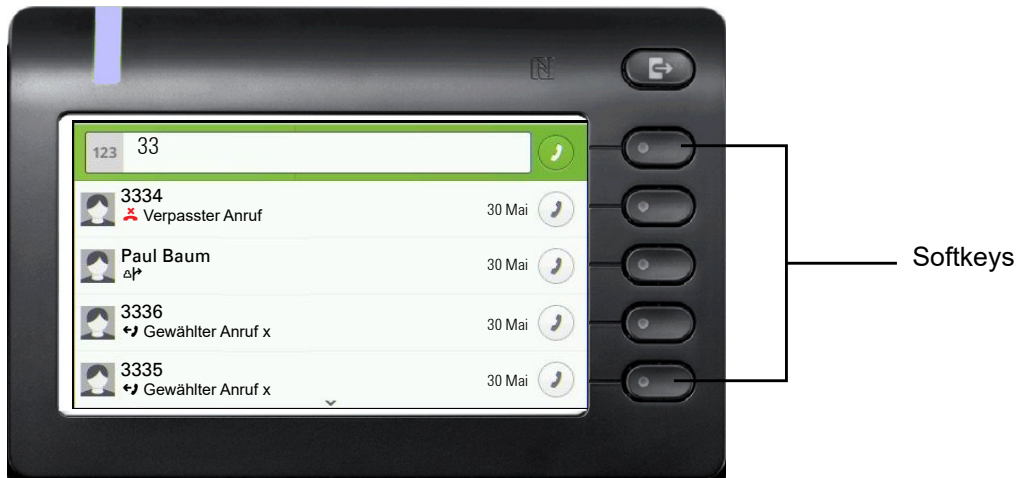 123 33
3334
Verpasster Anruf
30 Mai
Paul Baum
30 Mai
3336
Gewählter Anruf x
30 Mai
3335
Gewählter Anruf x
30 Mai
Softkeys